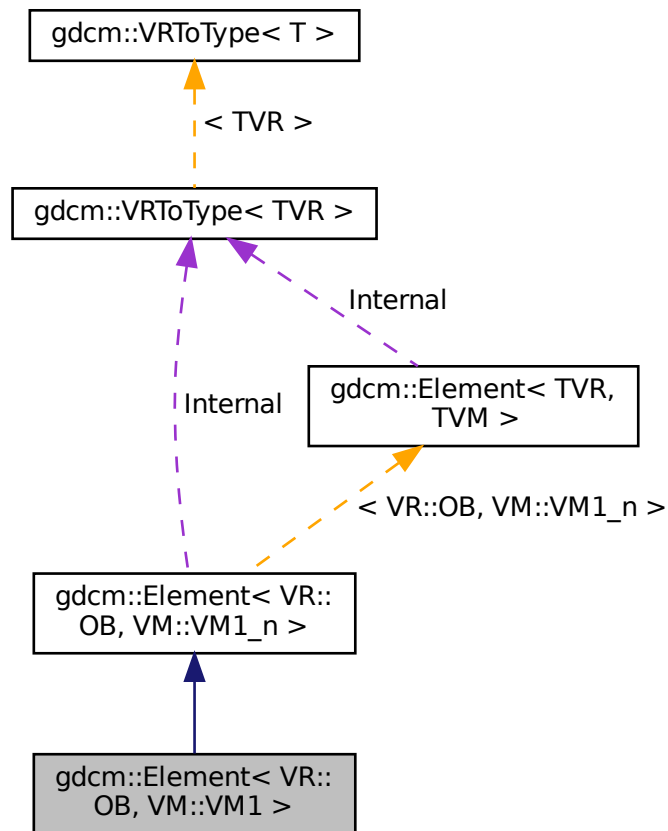 gdcm::VRToType< T >
< TVR >
gdcm::VRToType< TVR >
Internal
gdcm::Element< TVR,
TVM >
Internal
< VR::OB, VM::VM1_n >
gdcm::Element< VR::
OB, VM::VM1_n >
gdcm::Element< VR::
OB, VM::VM1 >